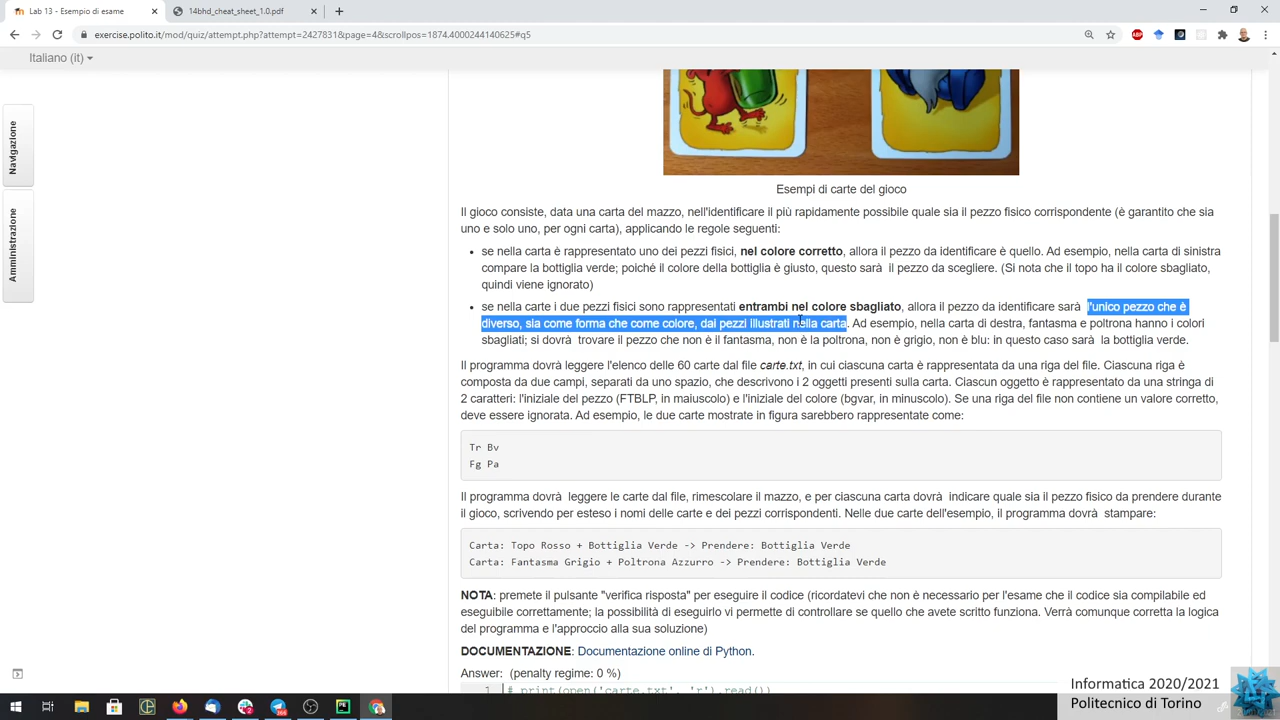 Lab 13 - Esempio di esame
14bhd_cheat_sheet_1.0.pdf
exercise.polito.it/mod/quiz/attempt.php?attempt=2427831&page=4&scrollpos=1874.4000244140625#q5
Italiano (it)
Navigazione
Amministrazione
Esempi di carte del gioco
Il gioco consiste, data una carta del mazzo, nell'identificare il più rapidamente possibile quale sia il pezzo fisico corrispondente (è garantito che sia
uno e solo uno, per ogni carta), applicando le regole seguenti:
• se nella carta è rappresentato uno dei pezzi fisici, nel colore corretto, allora il pezzo da identificare è quello. Ad esempio, nella carta di sinistra
compare la bottiglia verde; poiché il colore della bottiglia è giusto, questo sarà il pezzo da scegliere. (Si nota che il topo ha il colore sbagliato,
quindi viene ignorato)
• se nella carte i due pezzi fisici sono rappresentati entrambi nel colore sbagliato, allora il pezzo da identificare sarà l'unico pezzo che è
diverso, sia come forma che come colore, dai pezzi illustrati nella carta. Ad esempio, nella carta di destra, fantasma e poltrona hanno i colori
sbagliati; si dovrà trovare il pezzo che non è il fantasma, non è la poltrona, non è grigio, non è blu: in questo caso sarà la bottiglia verde.
Il programma dovrà leggere l'elenco delle 60 carte dal file carte.txt, in cui ciascuna carta è rappresentata da una riga del file. Ciascuna riga è
composta da due campi, separati da uno spazio, che descrivono i 2 oggetti presenti sulla carta. Ciascun oggetto è rappresentato da una stringa di
2 caratteri: l'iniziale del pezzo (FTBLP, in maiuscolo) e l'iniziale del colore (bgvar, in minuscolo). Se una riga del file non contiene un valore corretto,
deve essere ignorata. Ad esempio, le due carte mostrate in figura sarebbero rappresentate come:
Tr Bv
Fg Pa
Il programma dovrà leggere le carte dal file, rimescolare il mazzo, e per ciascuna carta dovrà indicare quale sia il pezzo fisico da prendere durante
il gioco, scrivendo per esteso i nomi delle carte e dei pezzi corrispondenti. Nelle due carte dell'esempio, il programma dovrà stampare:
Carta: Topo Rosso + Bottiglia Verde -> Prendere: Bottiglia Verde
Carta: Fantasma Grigio + Poltrona Azzurro -> Prendere: Bottiglia Verde
NOTA: premete il pulsante "verifica risposta" per eseguire il codice (ricordatevi che non è necessario per l'esame che il codice sia compilabile ed
eseguibile correttamente; la possibilità di eseguirlo vi permette di controllare se quello che avete scritto funziona. Verrà comunque corretta la logica
del programma e l'approccio alla sua soluzione)
DOCUMENTAZIONE: Documentazione online di Python.
Answer: (penalty regime: 0 %)
1 # print(open('carte.txt', 'r').read())
Informatica 2020/2021
Politecnico di Torino